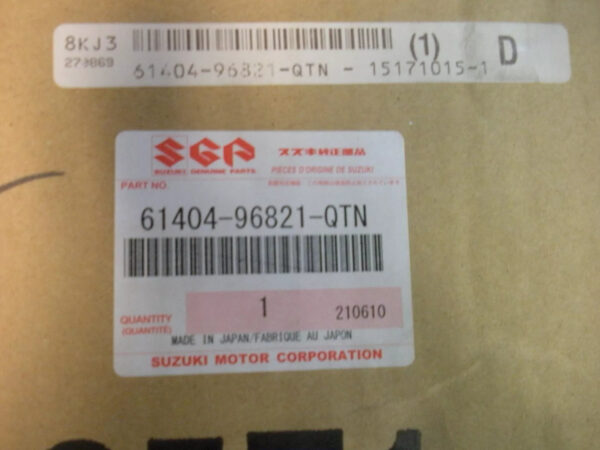 8KJ3
(1) D
279869
61404-96821-QTN - 15171015-1
SGP
スズキ純正部品
SUZUKI GENUINE PARTS
PIECES D'ORIGINE DE SUZUKI
PART NO.
61404-96821-QTN
QUANTITY
(QUANTITÉ)
1
210610
MADE IN JAPAN/FABRIQUE AU JAPON
SUZUKI MOTOR CORPORATION